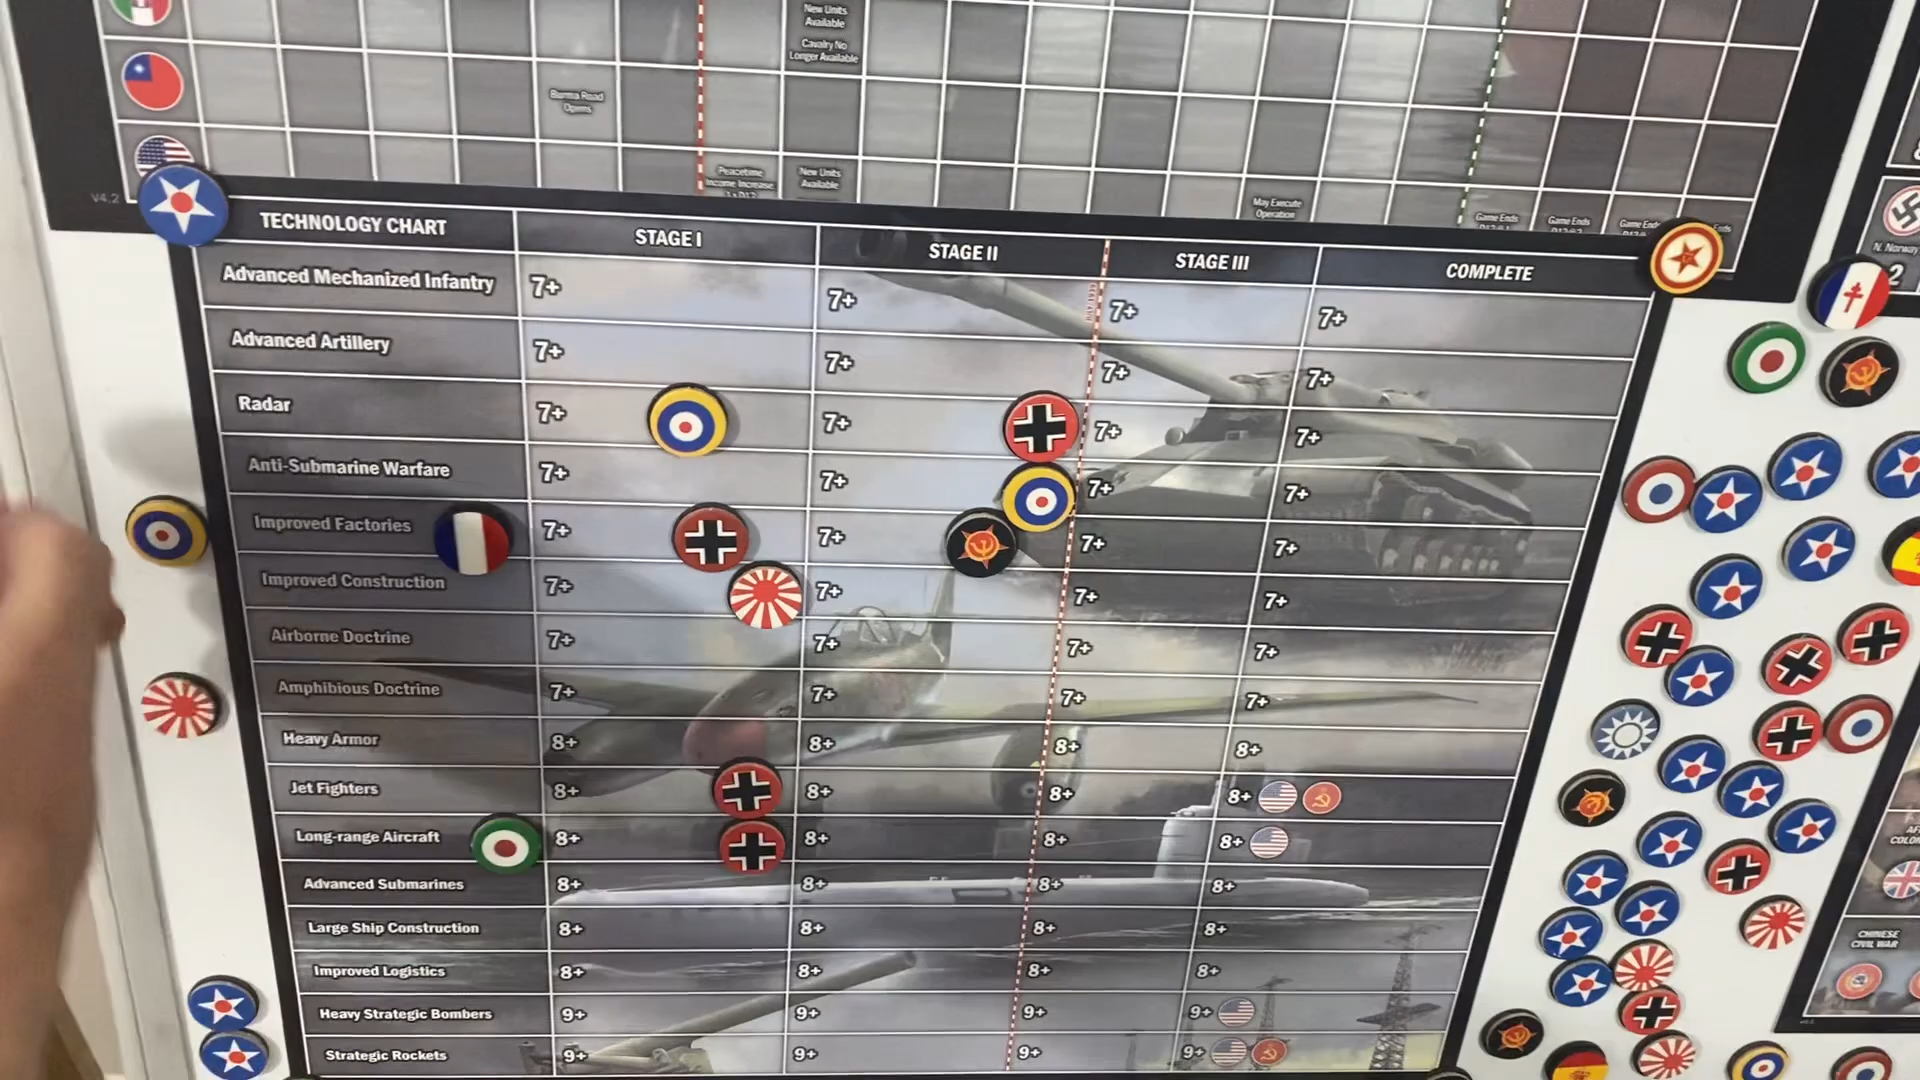 New Units
Available
Cavalry No
Longer Available
Burma Road
Opens
Peacetime
Income Increase
New Units
Available
May Execute
Operation
Game Ends
Game Ends
Game Ends
Ends
V4.2
N. Norway
2
TECHNOLOGY CHART
STAGE I
STAGE II
STAGE III
COMPLETE
Advanced Mechanized Infantry 7+ 7+ 7+ 7+
Advanced Artillery 7+ 7+ 7+ 7+
Radar 7+ 7+ 7+ 7+
Anti-Submarine Warfare 7+ 7+ 7+ 7+
Improved Factories 7+ 7+ 7+ 7+
Improved Construction 7+ 7+ 7+ 7+
Airborne Doctrine 7+ 7+ 7+ 7+
Amphibious Doctrine 7+ 7+ 7+ 7+
Heavy Armor 8+ 8+ 8+ 8+
Jet Fighters 8+ 8+ 8+ 8+
Long-range Aircraft 8+ 8+ 8+ 8+
Advanced Submarines 8+ 8+ 8+ 8+
Large Ship Construction 8+ 8+ 8+ 8+
Improved Logistics 8+ 8+ 8+ 8+
Heavy Strategic Bombers 9+ 9+ 9+ 9+
Strategic Rockets 9+ 9+ 9+ 9+
CHINESE
CIVIL WAR